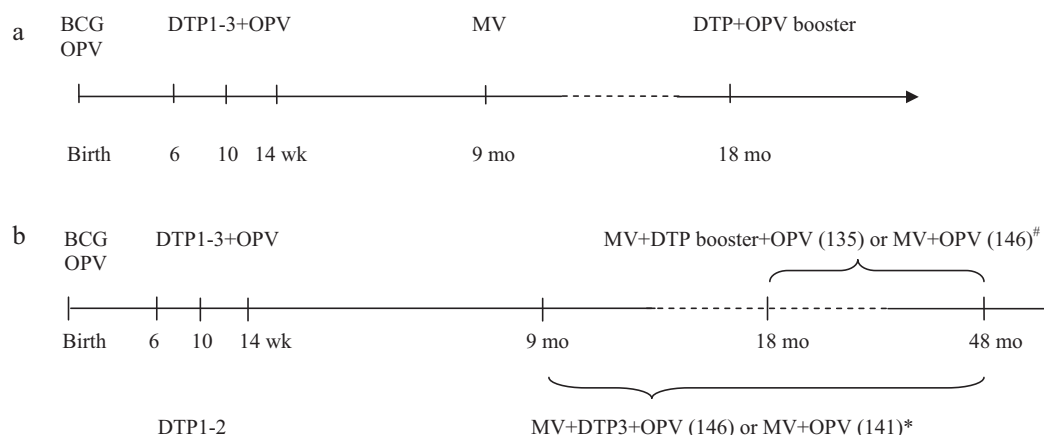 a
BCG DTP1-3+OPV MV DTP+OPV booster
OPV
Birth 6 10 14 wk 9 mo 18 mo
b
BCG DTP1-3+OPV MV+DTP booster+OPV (135) or MV+OPV (146)#
OPV
Birth 6 10 14 wk 9 mo 18 mo 48 mo
DTP1-2 MV+DTP3+OPV (146) or MV+OPV (141)*